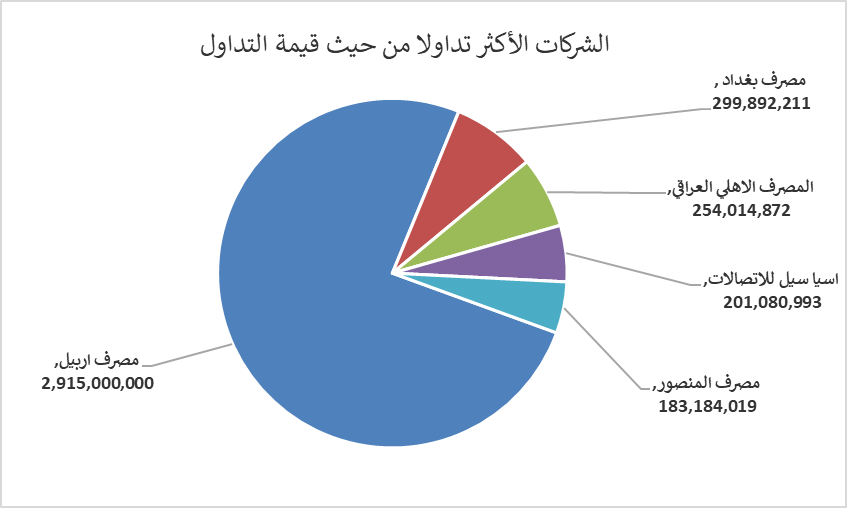 الشركات الأكثر تداولا من حيث قيمة التداول
مصرف بغداد ,
299,892,211
المصرف الاهلي العراقي,
254,014,872
اسيا سيل للاتصالات,
201,080,993
مصرف المنصور,
183,184,019
مصرف اربيل,
2,915,000,000